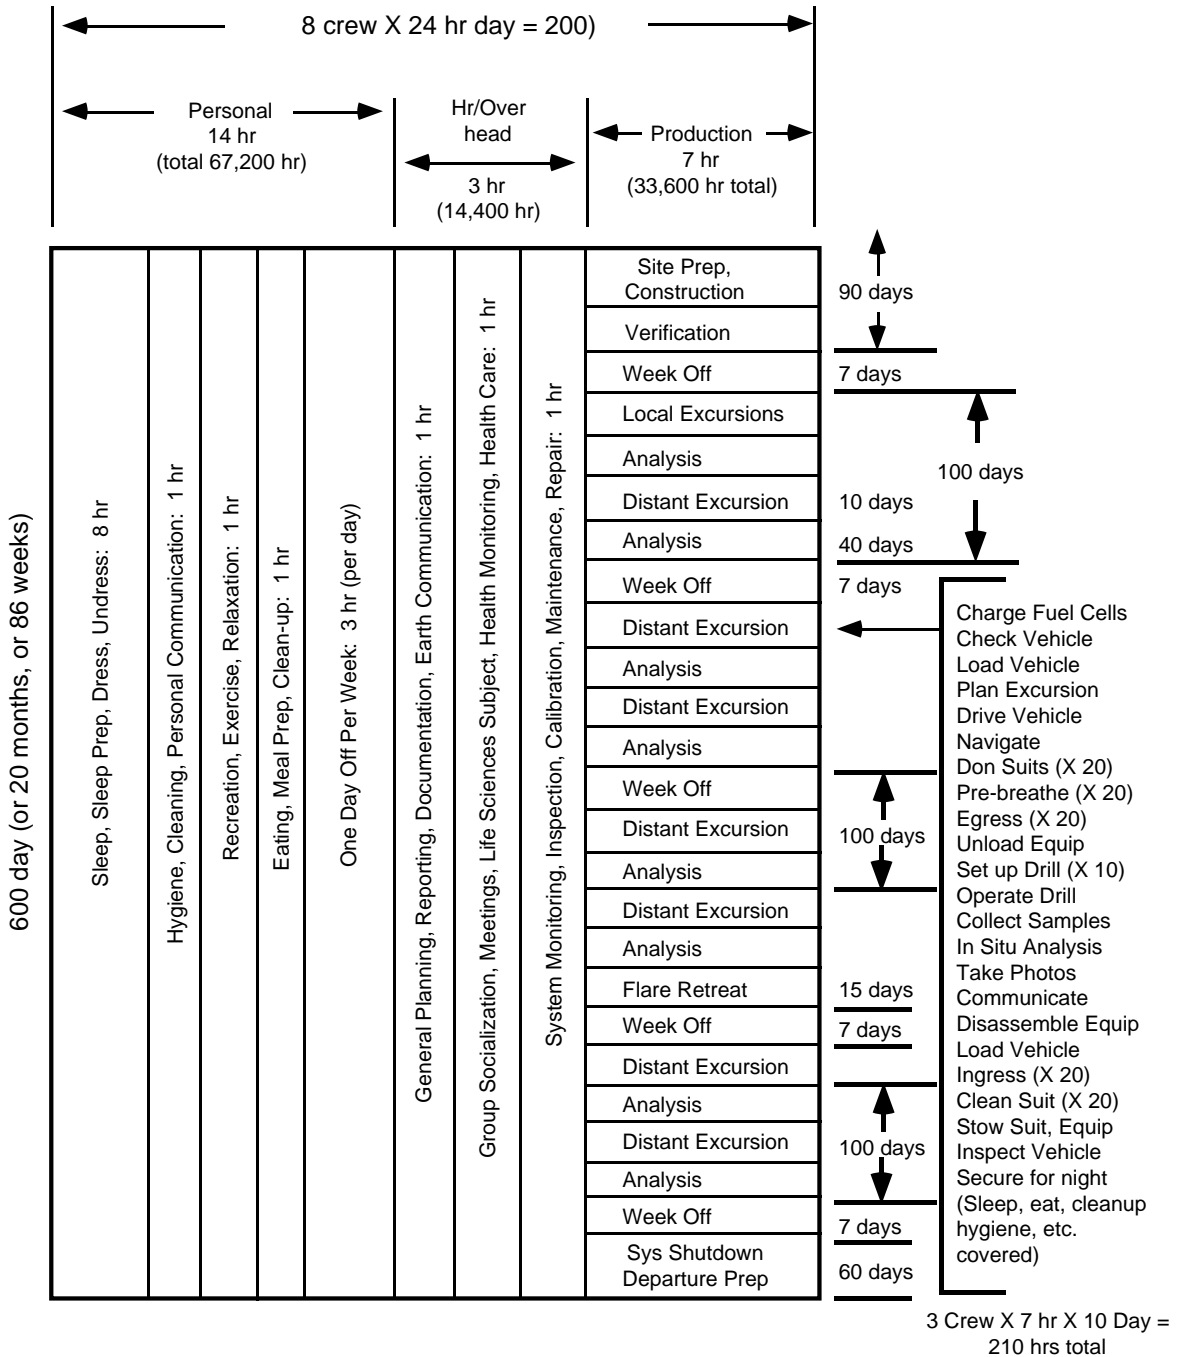 8 crew X 24 hr day = 200)
Personal
14 hr
(total 67,200 hr)
Hr/Over
head
3 hr
(14,400 hr)
Production
7 hr
(33,600 hr total)
600 day (or 20 months, or 86 weeks)
Sleep, Sleep Prep, Dress, Undress: 8 hr
Hygiene, Cleaning, Personal Communication: 1 hr
Recreation, Exercise, Relaxation: 1 hr
Eating, Meal Prep, Clean-up: 1 hr
One Day Off Per Week: 3 hr (per day)
General Planning, Reporting, Documentation, Earth Communication: 1 hr
Group Socialization, Meetings, Life Sciences Subject, Health Monitoring, Health Care: 1 hr
System Monitoring, Inspection, Calibration, Maintenance, Repair: 1 hr
Site Prep,
Construction
Verification
Week Off
Local Excursions
Analysis
Distant Excursion
Analysis
Week Off
Distant Excursion
Analysis
Distant Excursion
Analysis
Week Off
Distant Excursion
Analysis
Distant Excursion
Analysis
Flare Retreat
Week Off
Distant Excursion
Analysis
Distant Excursion
Analysis
Week Off
Sys Shutdown
Departure Prep
90 days
7 days
100 days
10 days
40 days
7 days
100 days
15 days
7 days
100 days
7 days
60 days
Charge Fuel Cells
Check Vehicle
Load Vehicle
Plan Excursion
Drive Vehicle
Navigate
Don Suits (X 20)
Pre-breathe (X 20)
Egress (X 20)
Unload Equip
Set up Drill (X 10)
Operate Drill
Collect Samples
In Situ Analysis
Take Photos
Communicate
Disassemble Equip
Load Vehicle
Ingress (X 20)
Clean Suit (X 20)
Stow Suit, Equip
Inspect Vehicle
Secure for night
(Sleep, eat, cleanup
hygiene, etc.
covered)
3 Crew X 7 hr X 10 Day =
210 hrs total